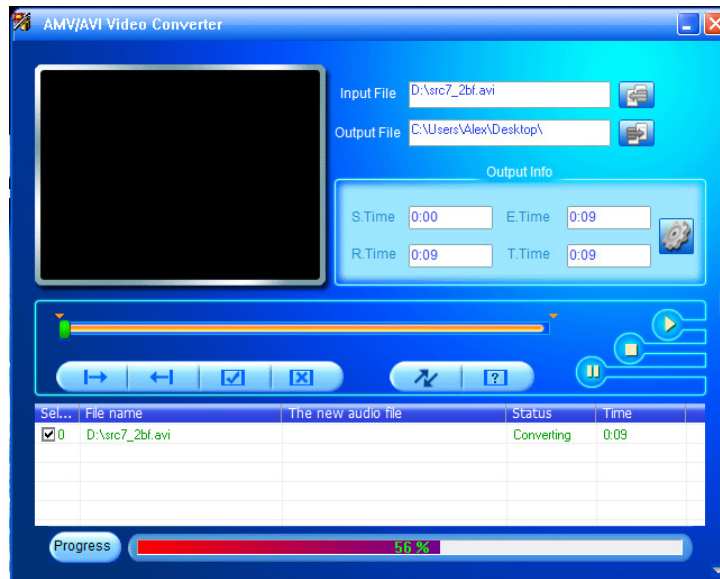 AMV/AVI Video Converter
Input File D:\src7_2bf.avi
Output File C:\Users\Alex\Desktop\
Output Info
S.Time 0:00 E.Time 0:09
R.Time 0:09 T.Time 0:09
Sel... File name The new audio file Status Time
0 D:\src7_2bf.avi Converting 0:09
Progress 56 %